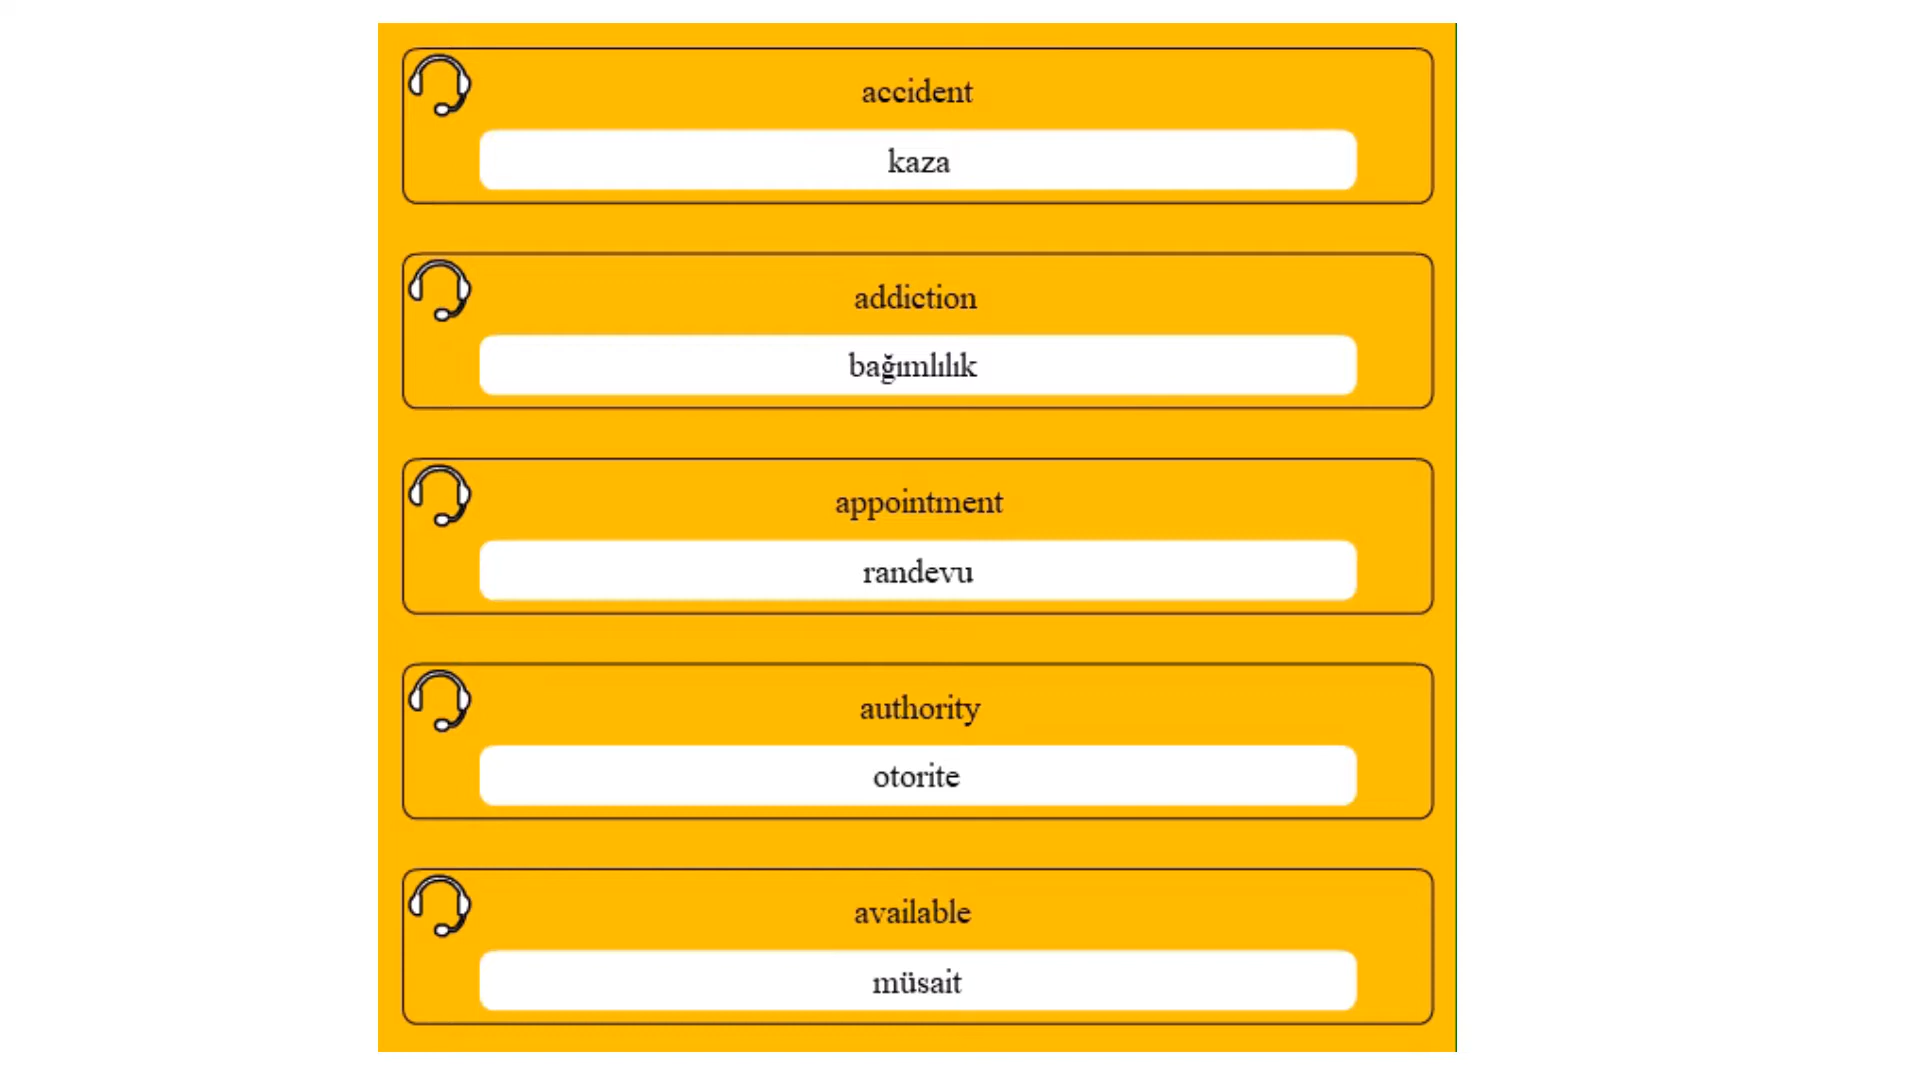 accident
kaza
addiction
bağımlılık
appointment
randevu
authority
otorite
available
müsait